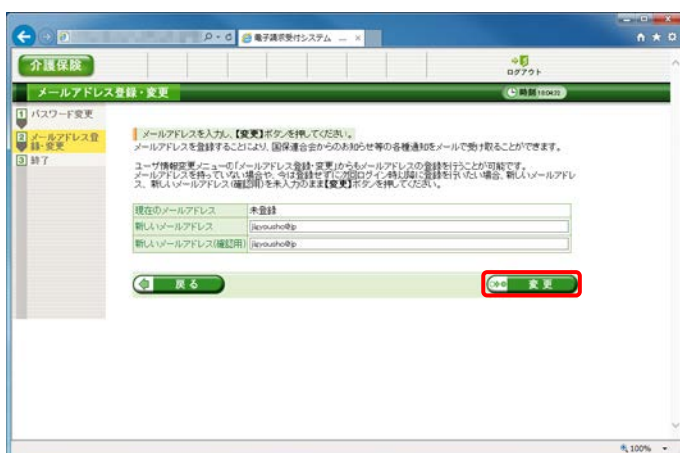 電子請求受付システム — ×
介護保険
ログアウト
メールアドレス登録・変更
時刻
1 パスワード変更
2 メールアドレス登録・変更
3 終了
メールアドレスを入力し、【変更】ボタンを押してください。
メールアドレスを登録することにより、国保連合会からのお知らせ等の各種通知をメールで受け取ることができます。
ユーザ情報変更メニューの「メールアドレス登録・変更」からもメールアドレスの登録を行うことが可能です。
メールアドレスを持っていない場合や、今は登録せずに次回ログイン時以降に登録を行いたい場合、新しいメールアドレ
ス、新しいメールアドレス(確認用)を未入力のまま【変更】ボタンを押してください。
現在のメールアドレス 未登録
新しいメールアドレス jigyousho@jp
新しいメールアドレス(確認用) jigyousho@jp
戻る
変更
100%